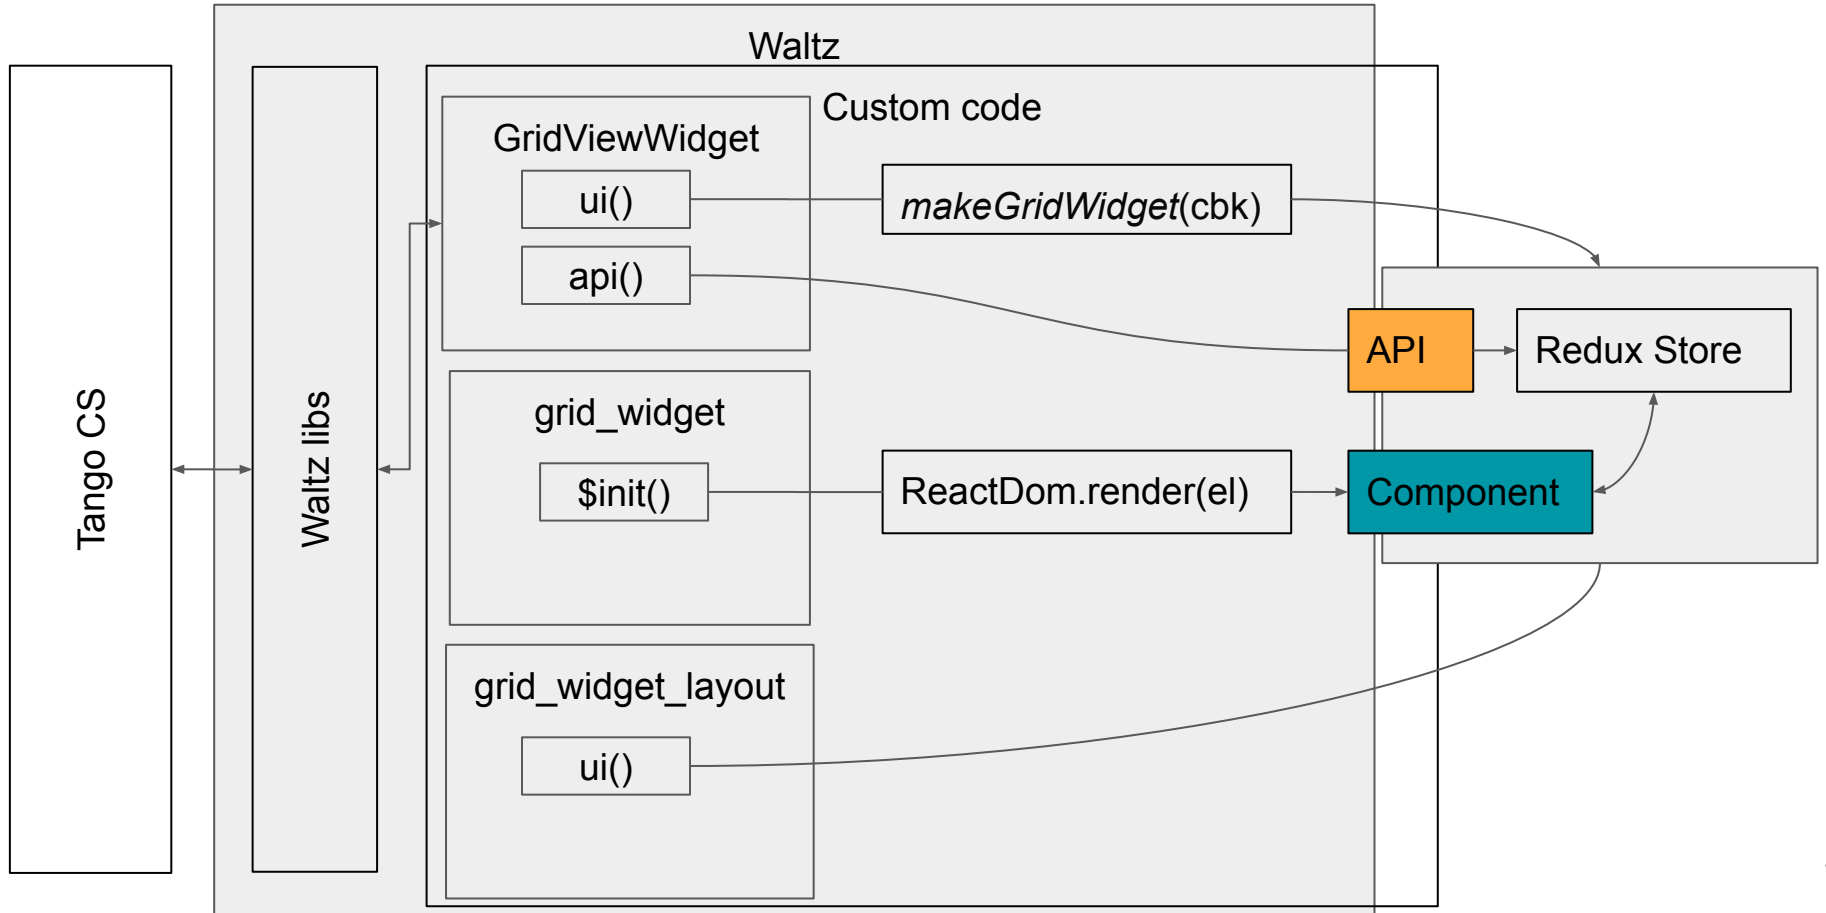 Waltz
Tango CS
Waltz libs
Custom code
GridViewWidget
ui()
api()
makeGridWidget(cbk)
API
Redux Store
grid_widget
$init()
ReactDom.render(el)
Component
grid_widget_layout
ui()